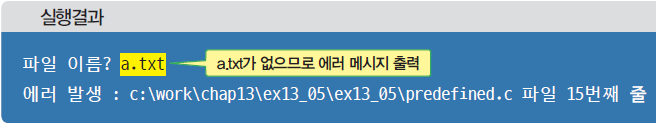 실행결과
파일 이름? a.txt a.txt가 없으므로 에러 메시지 출력
에러 발생 : c:\work\chap13\ex13_05\ex13_05\predefined.c 파일 15번째 줄